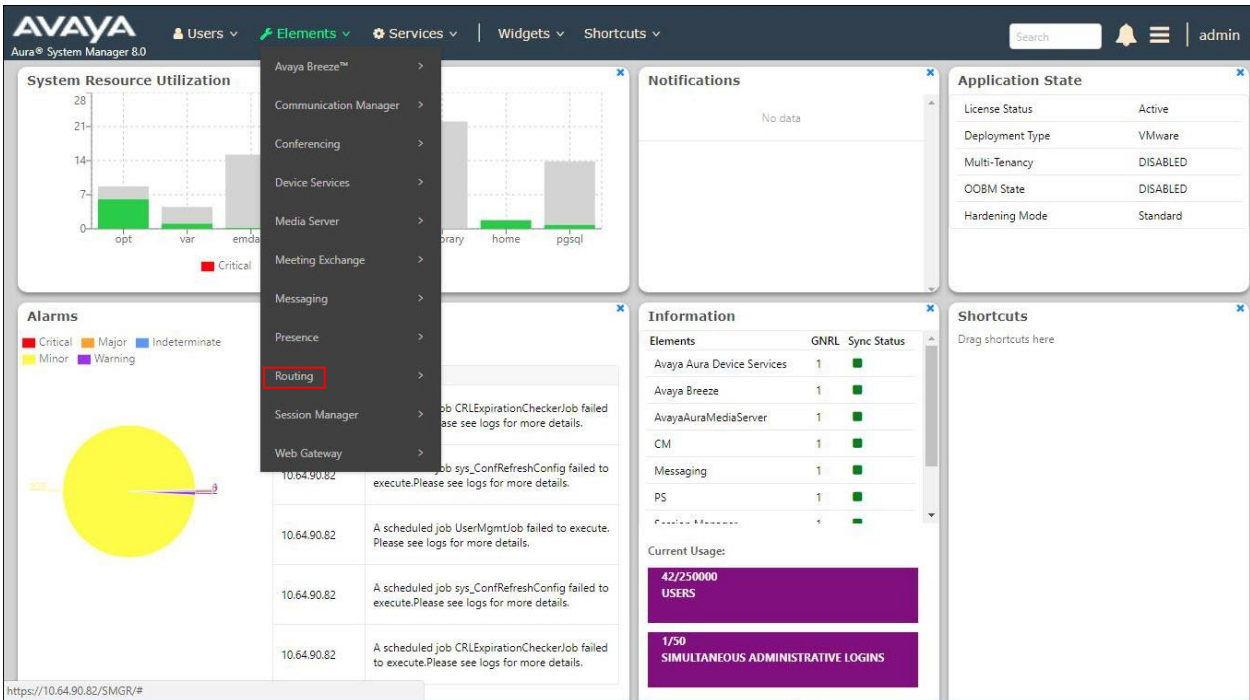 AVAYA
Aura® System Manager 8.0
Users
Elements
Services
Widgets
Shortcuts
Search
admin
Avaya Breeze™
Communication Manager
Conferencing
Device Services
Media Server
Meeting Exchange
Messaging
Presence
Routing
Session Manager
Web Gateway
System Resource Utilization
28
21
14
7
0
opt
var
home
pgsql
Critical
Notifications
No data
Application State
License Status Active
Deployment Type VMware
Multi-Tenancy DISABLED
OOBM State DISABLED
Hardening Mode Standard
Alarms
Critical Major Indeterminate
Minor Warning
job CRLExpirationCheckerJob failed
see logs for more details.
10.64.90.82
job sys_ConfRefreshConfig failed to
execute.Please see logs for more details.
10.64.90.82
A scheduled job UserMgmtJob failed to execute.
Please see logs for more details.
10.64.90.82
A scheduled job sys_ConfRefreshConfig failed to
execute.Please see logs for more details.
10.64.90.82
A scheduled job CRLExpirationCheckerJob failed
to execute.Please see logs for more details.
Information
Elements GNRL Sync Status
Avaya Aura Device Services 1
Avaya Breeze 1
AvayaAuraMediaServer 1
CM 1
Messaging 1
PS 1
Current Usage:
42/250000
USERS
1/50
SIMULTANEOUS ADMINISTRATIVE LOGINS
Shortcuts
Drag shortcuts here
https://10.64.90.82/SMGR/#